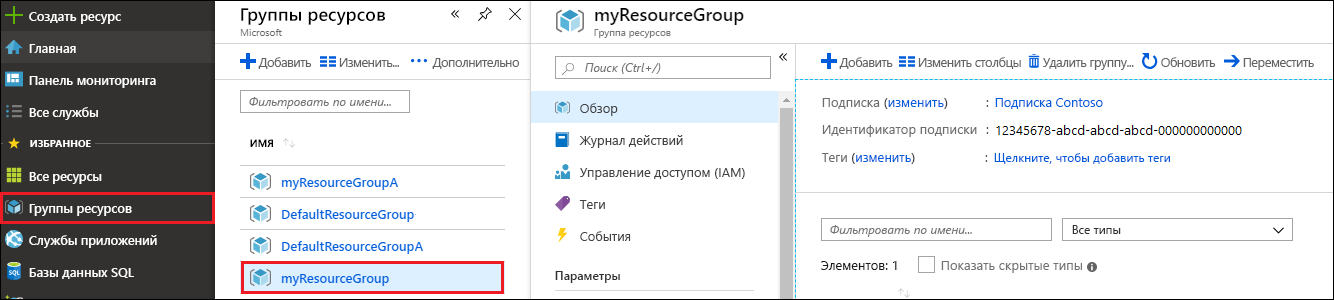 Создать ресурс
Главная
Панель мониторинга
Все службы
ИЗБРАННОЕ
Все ресурсы
Группы ресурсов
Службы приложений
Базы данных SQL
Группы ресурсов
Microsoft
Добавить Изменить... Дополнительно
Фильтровать по имени...
ИМЯ
myResourceGroupA
DefaultResourceGroup
DefaultResourceGroupA
myResourceGroup
myResourceGroup
Группа ресурсов
Поиск (Ctrl+/)
Обзор
Журнал действий
Управление доступом (IAM)
Теги
События
Параметры
Добавить Изменить столбцы Удалить группу... Обновить Переместить
Подписка (изменить) : Подписка Contoso
Идентификатор подписки : 12345678-abcd-abcd-abcd-000000000000
Теги (изменить) : Щелкните, чтобы добавить теги
Фильтровать по имени... Все типы
Элементов: 1 Показать скрытые типы